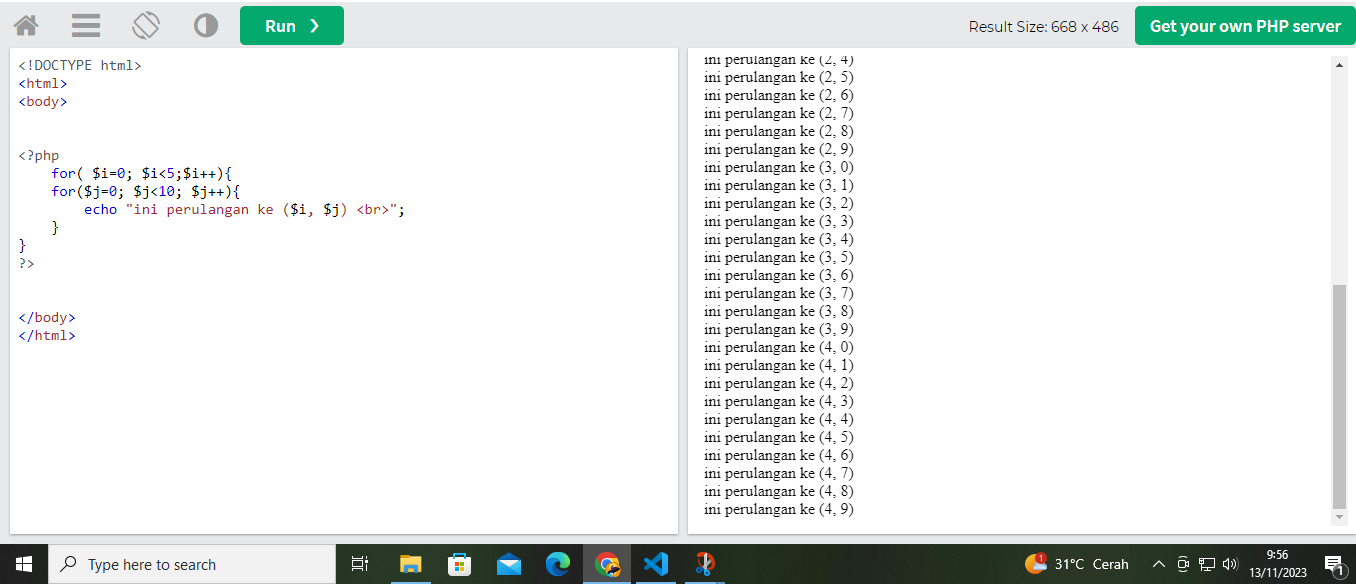 Run ❯
Result Size: 668 x 486
Get your own PHP server
<!DOCTYPE html>
<html>
<body>
<?php
for( $i=0; $i<5;$i++){
for($j=0; $j<10; $j++){
echo "ini perulangan ke ($i, $j) <br>";
}
}
?>
</body>
</html>
ini perulangan ke (2, 4)
ini perulangan ke (2, 5)
ini perulangan ke (2, 6)
ini perulangan ke (2, 7)
ini perulangan ke (2, 8)
ini perulangan ke (2, 9)
ini perulangan ke (3, 0)
ini perulangan ke (3, 1)
ini perulangan ke (3, 2)
ini perulangan ke (3, 3)
ini perulangan ke (3, 4)
ini perulangan ke (3, 5)
ini perulangan ke (3, 6)
ini perulangan ke (3, 7)
ini perulangan ke (3, 8)
ini perulangan ke (3, 9)
ini perulangan ke (4, 0)
ini perulangan ke (4, 1)
ini perulangan ke (4, 2)
ini perulangan ke (4, 3)
ini perulangan ke (4, 4)
ini perulangan ke (4, 5)
ini perulangan ke (4, 6)
ini perulangan ke (4, 7)
ini perulangan ke (4, 8)
ini perulangan ke (4, 9)
Type here to search
1
31°C Cerah
9:56
13/11/2023
1